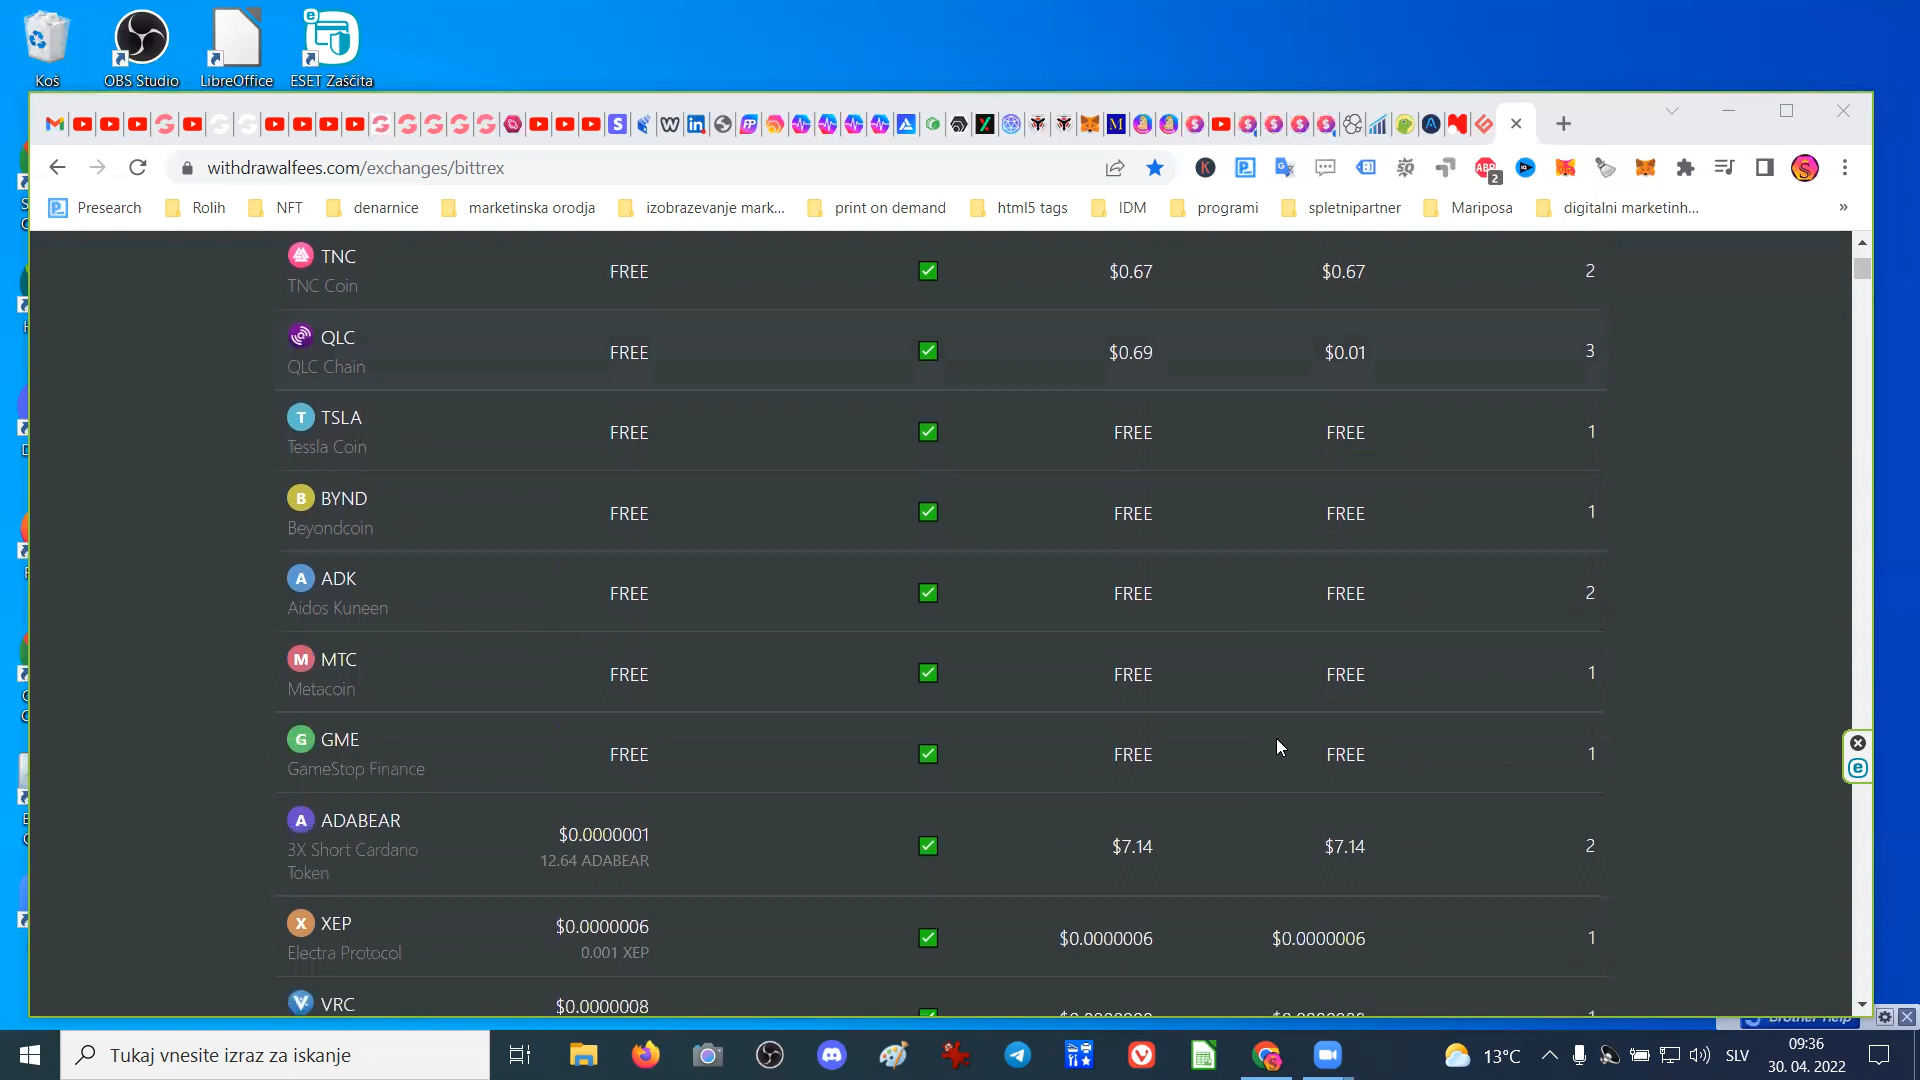 Koš
OBS Studio
LibreOffice
ESET Zaščita
withdrawalfees.com/exchanges/bittrex
Presearch
Rolih
NFT
denarnice
marketinska orodja
izobrazevanje mark...
print on demand
html5 tags
IDM
programi
spletnipartner
Mariposa
digitalni marketinh...
»
TNC FREE $0.67 $0.67 2
TNC Coin
QLC FREE $0.69 $0.01 3
QLC Chain
T TSLA FREE FREE FREE 1
Tessla Coin
B BYND FREE FREE FREE 1
Beyondcoin
A ADK FREE FREE FREE 2
Aidos Kuneen
M MTC FREE FREE FREE 1
Metacoin
G GME FREE FREE FREE 1
GameStop Finance
A ADABEAR $0.0000001 $7.14 $7.14 2
3X Short Cardano
Token
12.64 ADABEAR
X XEP $0.0000006 $0.0000006 $0.0000006 1
Electra Protocol 0.001 XEP
VRC $0.0000008
Tukaj vnesite izraz za iskanje
13°C
SLV
09:36
30. 04. 2022